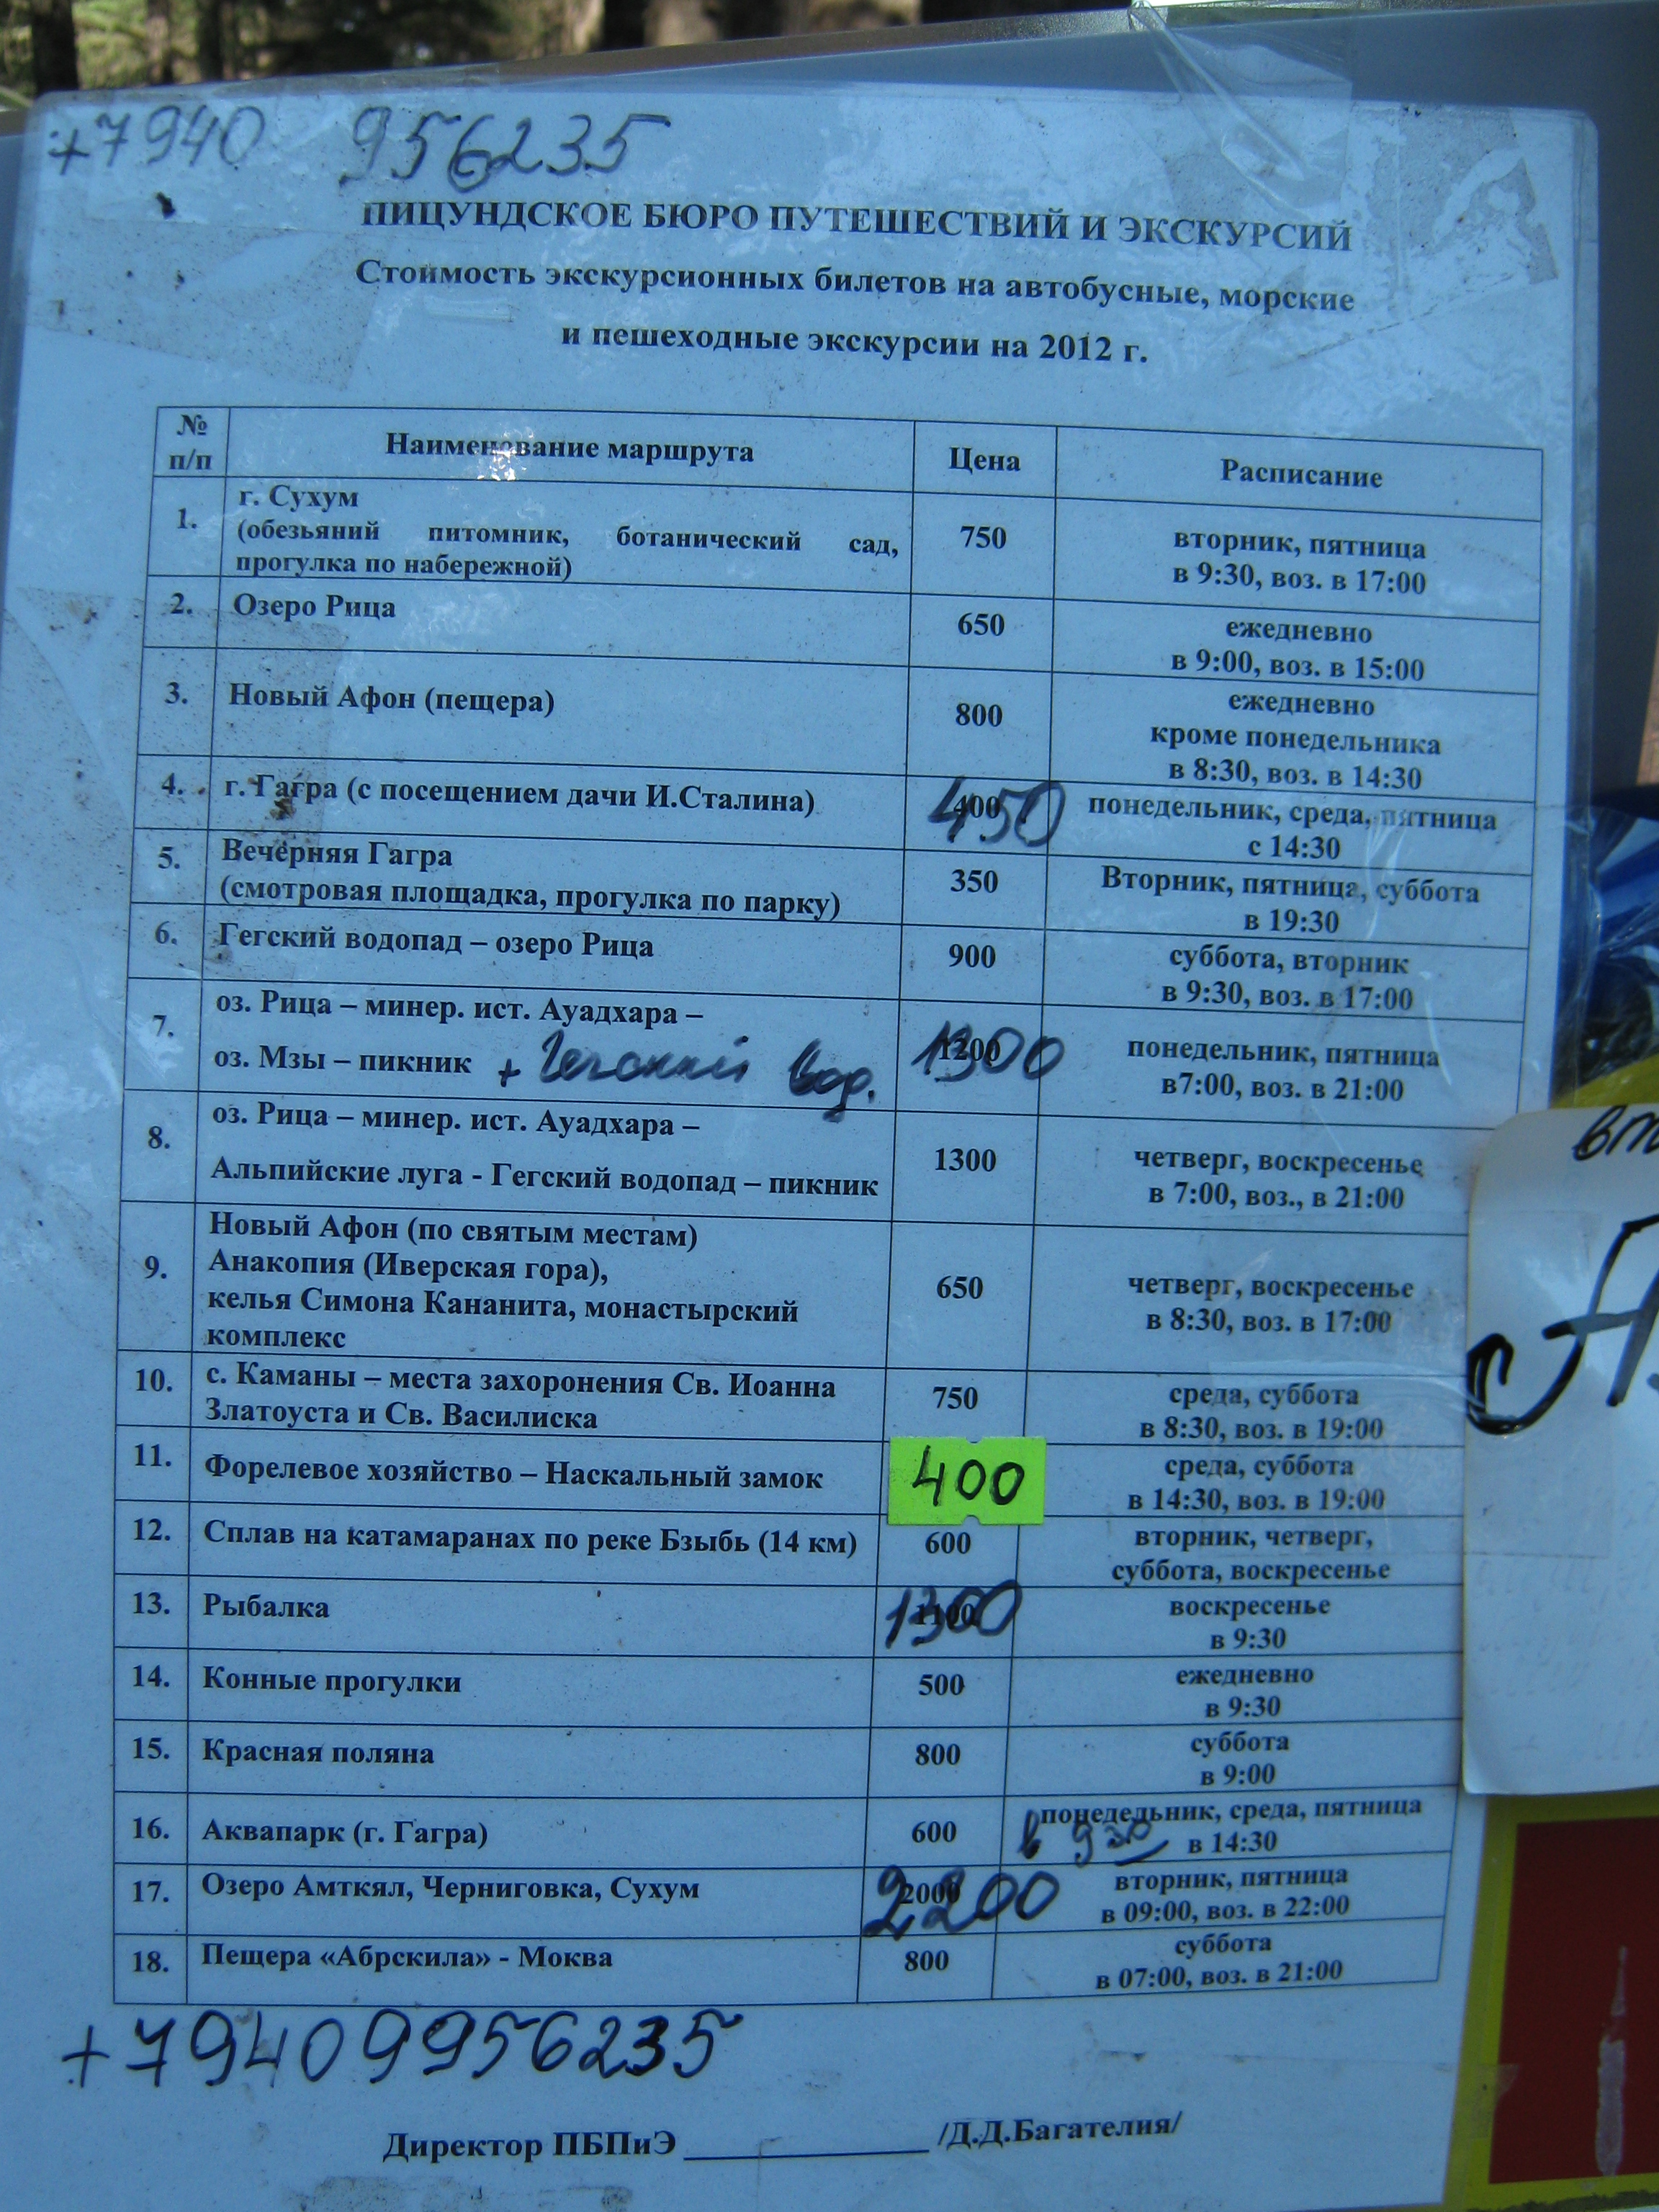 +7940 956235
ПИЦУНДСКОЕ БЮРО ПУТЕШЕСТВИЙ И ЭКСКУРСИЙ
Стоимость экскурсионных билетов на автобусные, морские
и пешеходные экскурсии на 2012 г.
№ п/п Наименование маршрута Цена Расписание
1. г. Сухум
(обезьяний питомник, ботанический сад,
прогулка по набережной)
750
вторник, пятница
в 9:30, воз. в 17:00
2. Озеро Рица 650
ежедневно
в 9:00, воз. в 15:00
3. Новый Афон (пещера) 800
ежедневно
кроме понедельника
в 8:30, воз. в 14:30
4. г. Гагра (с посещением дачи И.Сталина) 400 450
понедельник, среда, пятница
с 14:30
5. Вечерняя Гагра
(смотровая площадка, прогулка по парку)
350
Вторник, пятница, суббота
в 19:30
6. Гегский водопад – озеро Рица 900
суббота, вторник
в 9:30, воз. в 17:00
7. оз. Рица – минер. ист. Ауадхара –
оз. Мзы – пикник + Гегский вод.
1200 1300
понедельник, пятница
в7:00, воз. в 21:00
8. оз. Рица – минер. ист. Ауадхара –
Альпийские луга - Гегский водопад – пикник
1300
четверг, воскресенье
в 7:00, воз., в 21:00
9. Новый Афон (по святым местам)
Анакопия (Иверская гора),
келья Симона Кананита, монастырский
комплекс
650
четверг, воскресенье
в 8:30, воз. в 17:00
10. с. Каманы – места захоронения Св. Иоанна
Златоуста и Св. Василиска
750
среда, суббота
в 8:30, воз. в 19:00
11. Форелевое хозяйство – Наскальный замок 400
среда, суббота
в 14:30, воз. в 19:00
12. Сплав на катамаранах по реке Бзыбь (14 км) 600
вторник, четверг,
суббота, воскресенье
13. Рыбалка 1100 1300
воскресенье
в 9:30
14. Конные прогулки 500
ежедневно
в 9:30
15. Красная поляна 800
суббота
в 9:00
16. Аквапарк (г. Гагра) 600
понедельник, среда, пятница
в 9 30 в 14:30
17. Озеро Амткял, Черниговка, Сухум 2000 2200
вторник, пятница
в 09:00, воз. в 22:00
18. Пещера «Абрскила» - Моква 800
суббота
в 07:00, воз. в 21:00
+79409956235
Директор ПБПиЭ /Д.Д.Багателия/